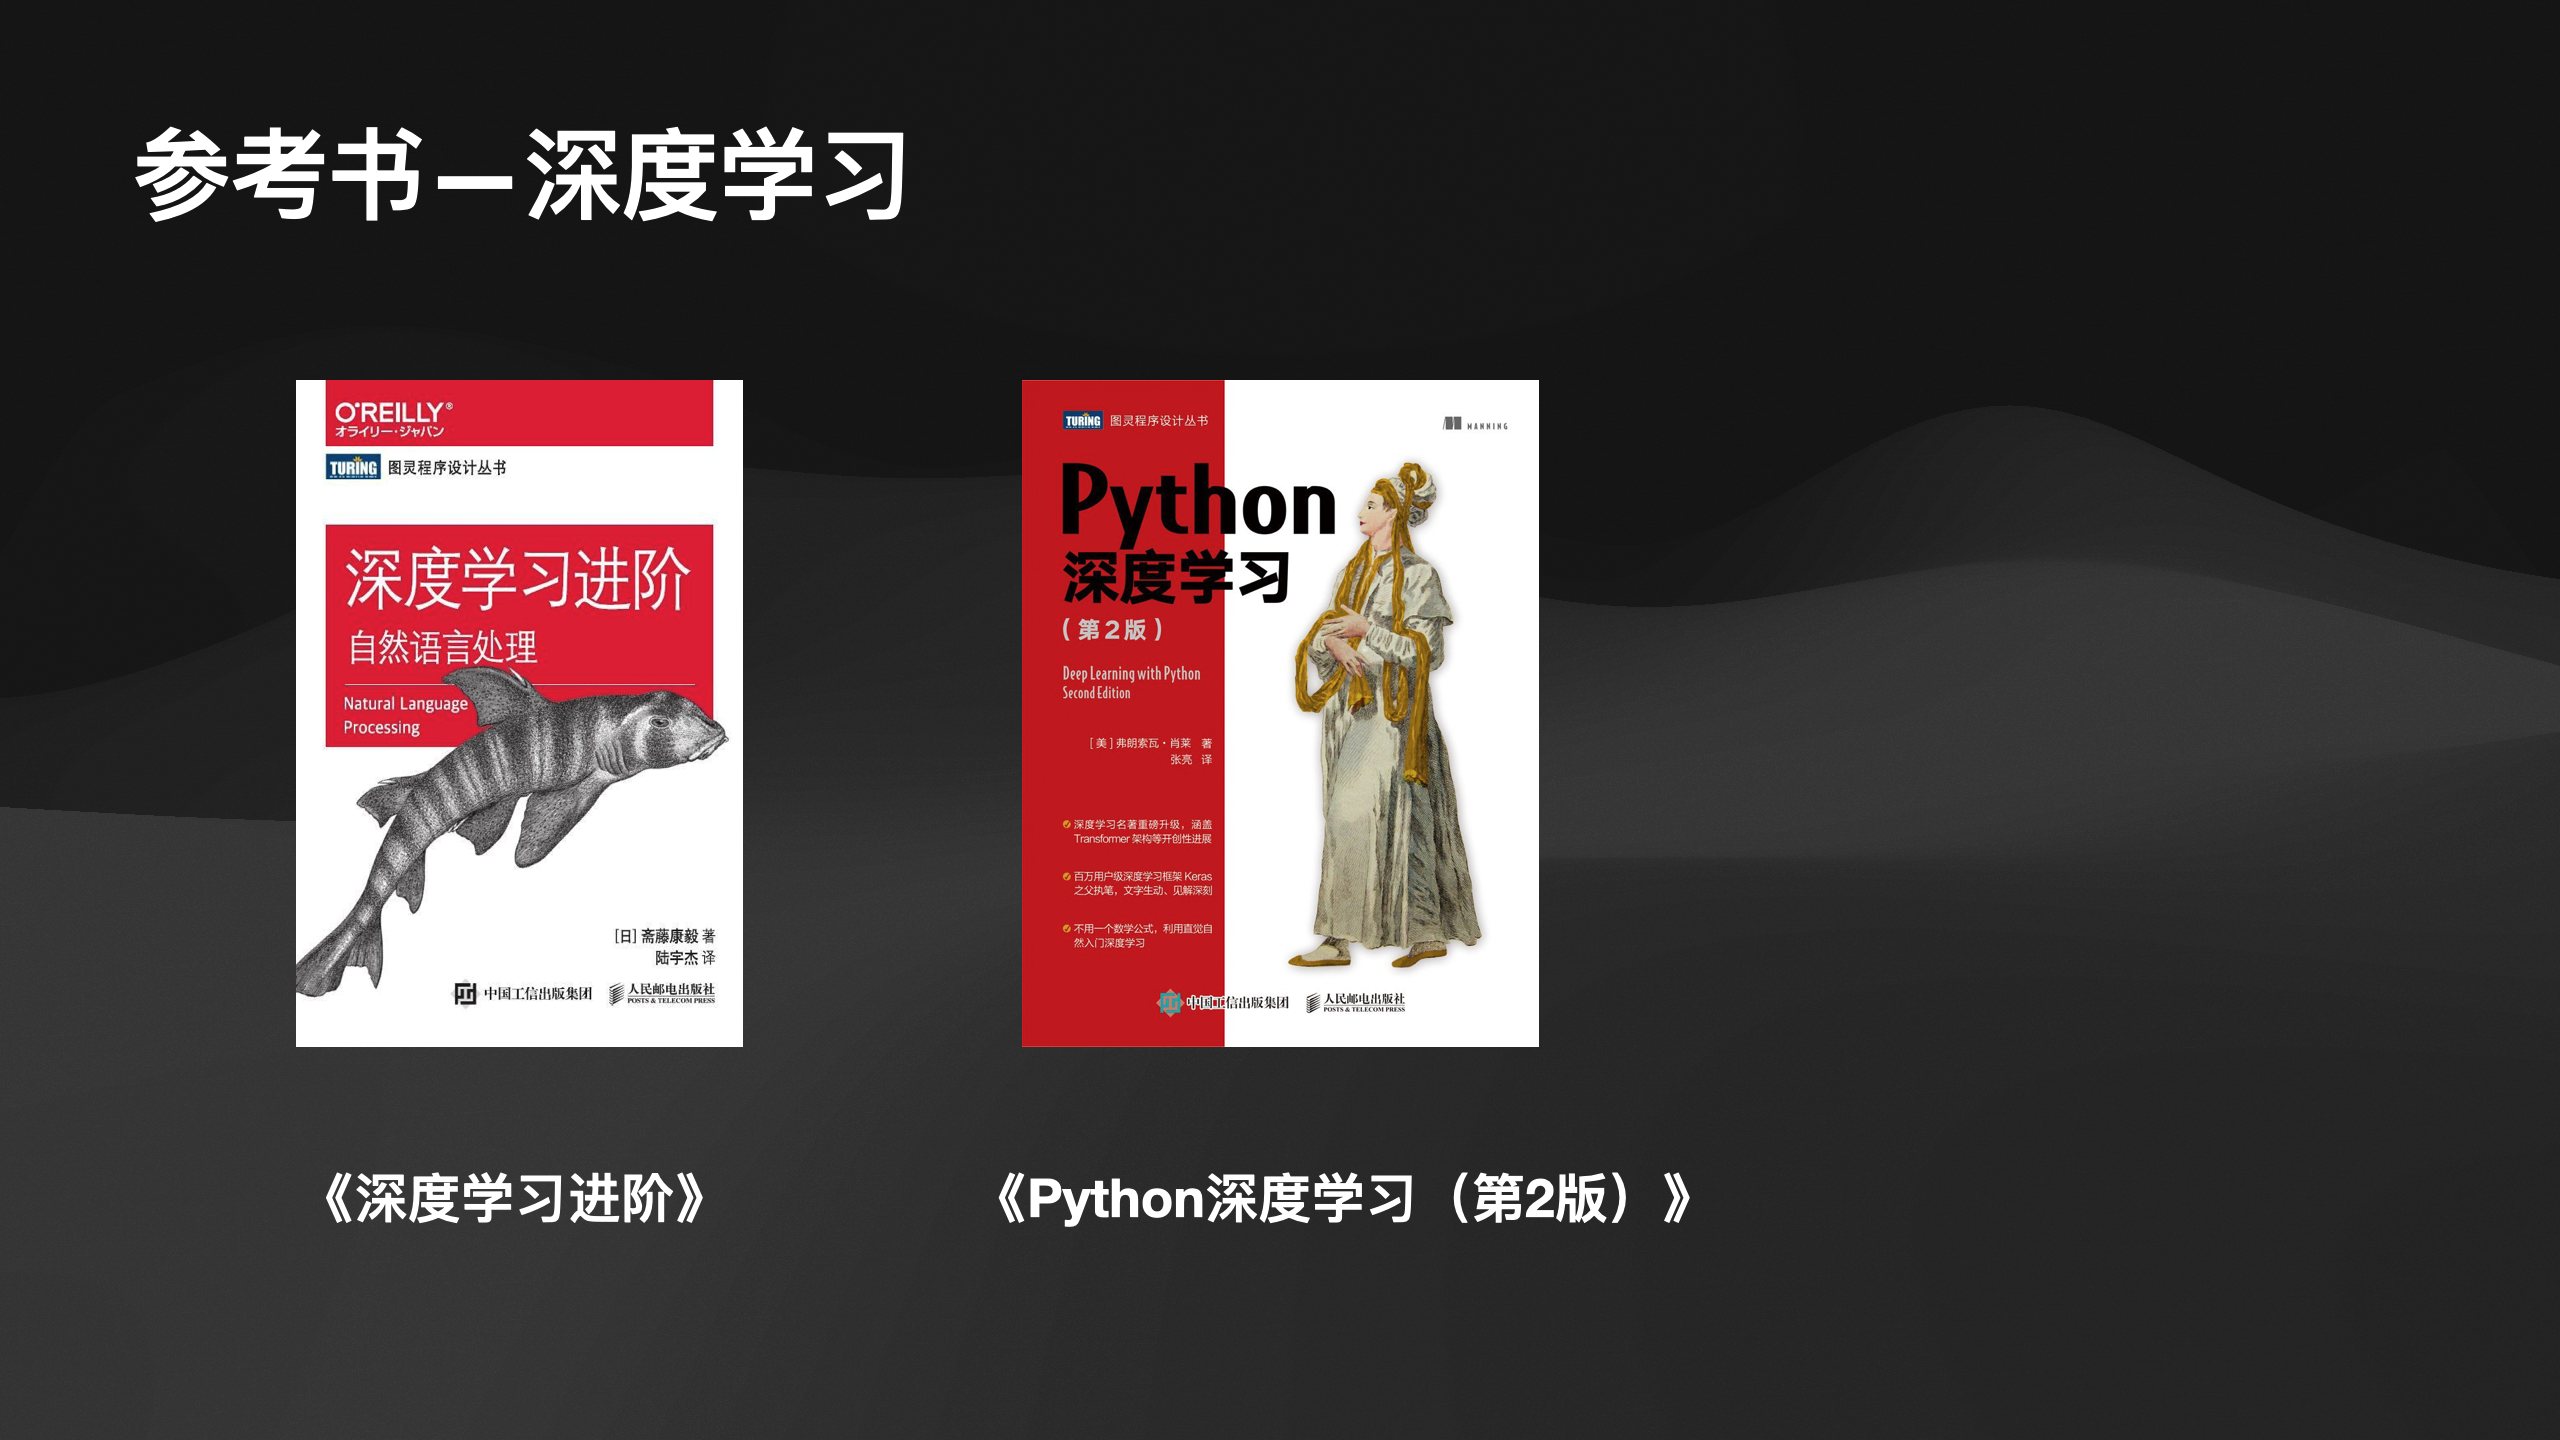 参考书—深度学习
O'REILLY®
オライリー・ジャパン
TURING 图灵程序设计丛书
深度学习进阶
自然语言处理
Natural Language
Processing
[日] 斋藤康毅 著
陆宇杰 译
中国工信出版集团 人民邮电出版社
POSTS & TELECOM PRESS
TURING 图灵程序设计丛书
MANNING
Python
深度学习
（第2版）
Deep Learning with Python
Second Edition
[美] 弗朗索瓦·肖莱 著
张亮 译
深度学习名著重磅升级，涵盖
Transformer 架构等开创性进展
百万用户级深度学习框架 Keras
之父执笔，文字生动、见解深刻
不用一个数学公式，利用直觉自
然入门深度学习
中国工信出版集团 人民邮电出版社
POSTS & TELECOM PRESS
《深度学习进阶》
《Python深度学习（第2版）》